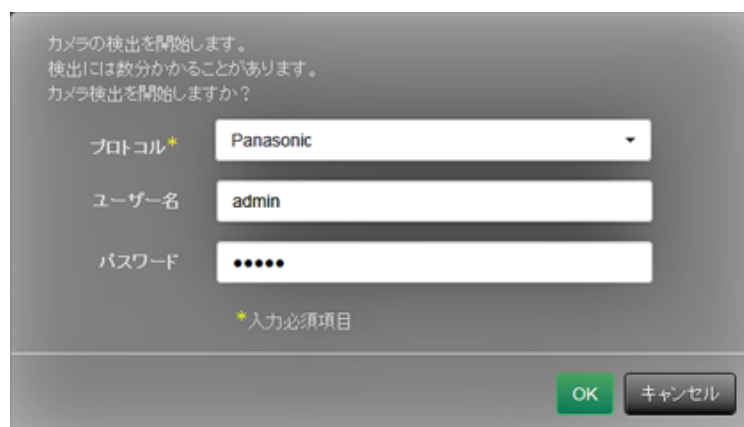 カメラの検出を開始します。
検出には数分かかることがあります。
カメラ検出を開始しますか？
プロトコル* Panasonic
ユーザー名 admin
パスワード ●●●●●
*入力必須項目
OK キャンセル